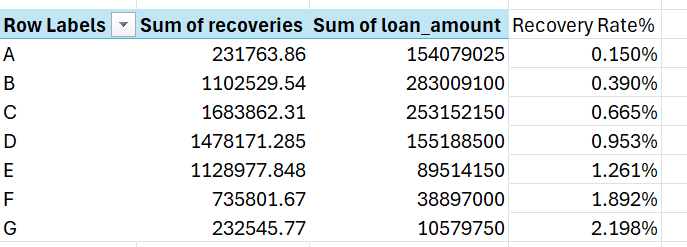 Row Labels Sum of recoveries Sum of loan_amount Recovery Rate%
A 231763.86 154079025 0.150%
B 1102529.54 283009100 0.390%
C 1683862.31 253152150 0.665%
D 1478171.285 155188500 0.953%
E 1128977.848 89514150 1.261%
F 735801.67 38897000 1.892%
G 232545.77 10579750 2.198%